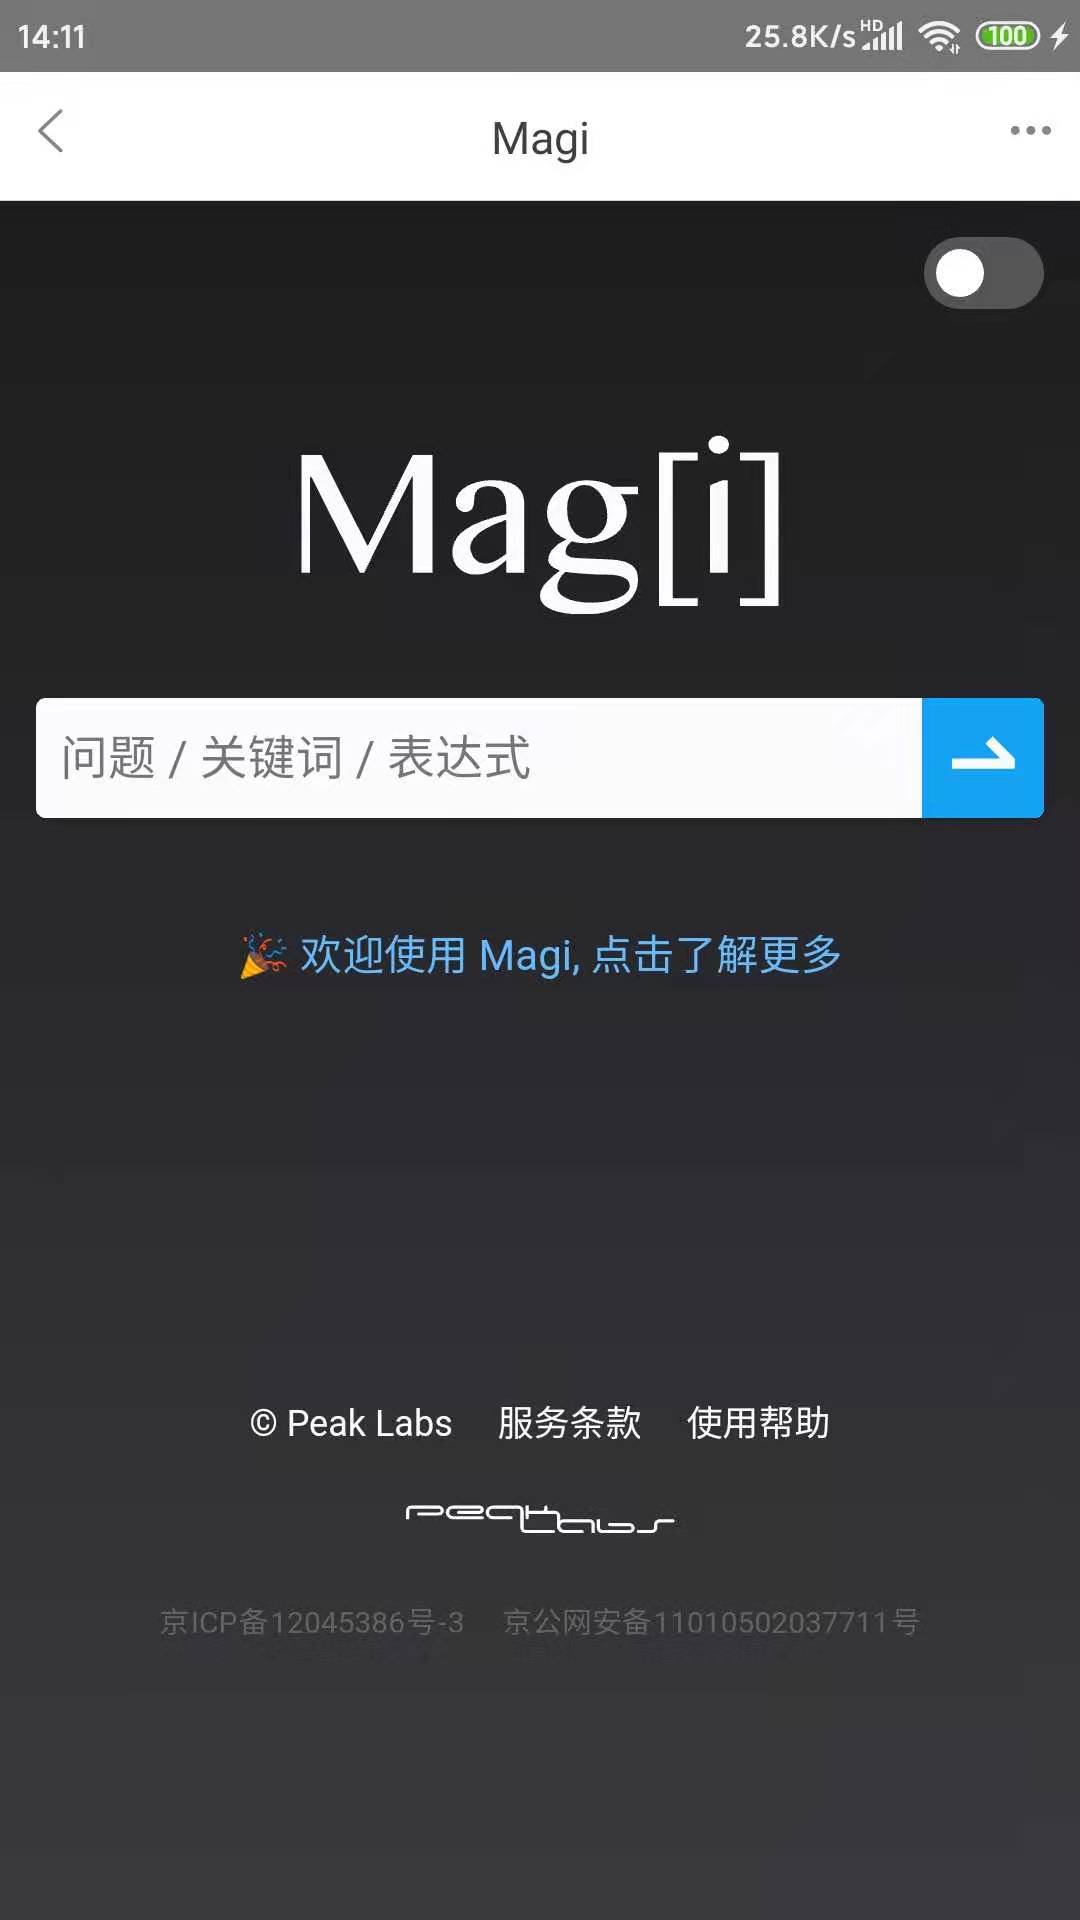 14:11 25.8K/s HD 100
Magi
Mag[i]
问题 / 关键词 / 表达式
🎉 欢迎使用 Magi, 点击了解更多
© Peak Labs 服务条款 使用帮助
peak labs
京ICP备12045386号-3 京公网安备11010502037711号